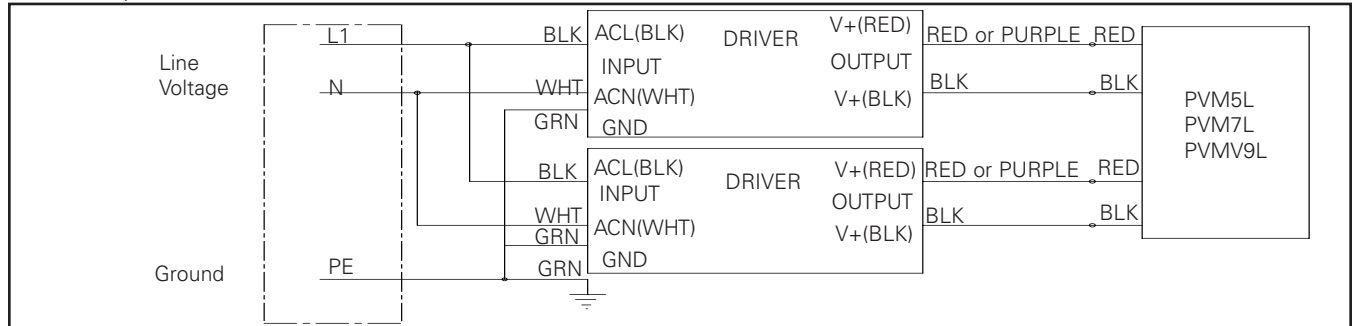 Line
Voltage
L1
N
BLK
WHT
GRN
ACL(BLK)
INPUT
ACN(WHT)
GND
DRIVER
V+(RED)
OUTPUT
V+(BLK)
RED or PURPLE
RED
BLK
BLK
PVM5L
PVM7L
PVMV9L
BLK
WHT
GRN
ACL(BLK)
INPUT
ACN(WHT)
GND
DRIVER
V+(RED)
OUTPUT
V+(BLK)
RED or PURPLE
RED
BLK
BLK
Ground
PE
GRN